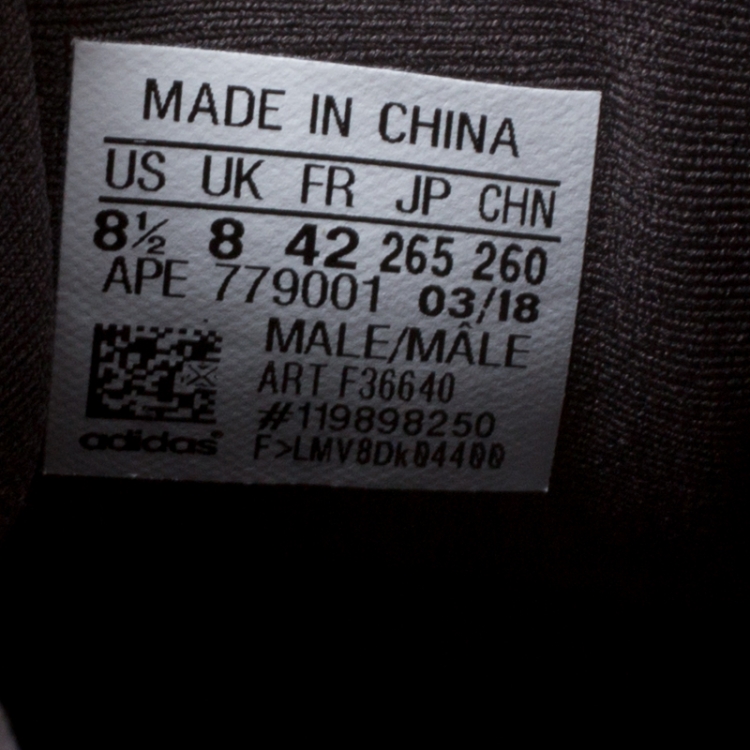 MADE IN CHINA
US UK FR JP CHN
8½ 8 42 265 260
APE 779001 03/18
MALE/MÂLE
ART F36640
#119898250
adidas® F>LMV8Dk04400